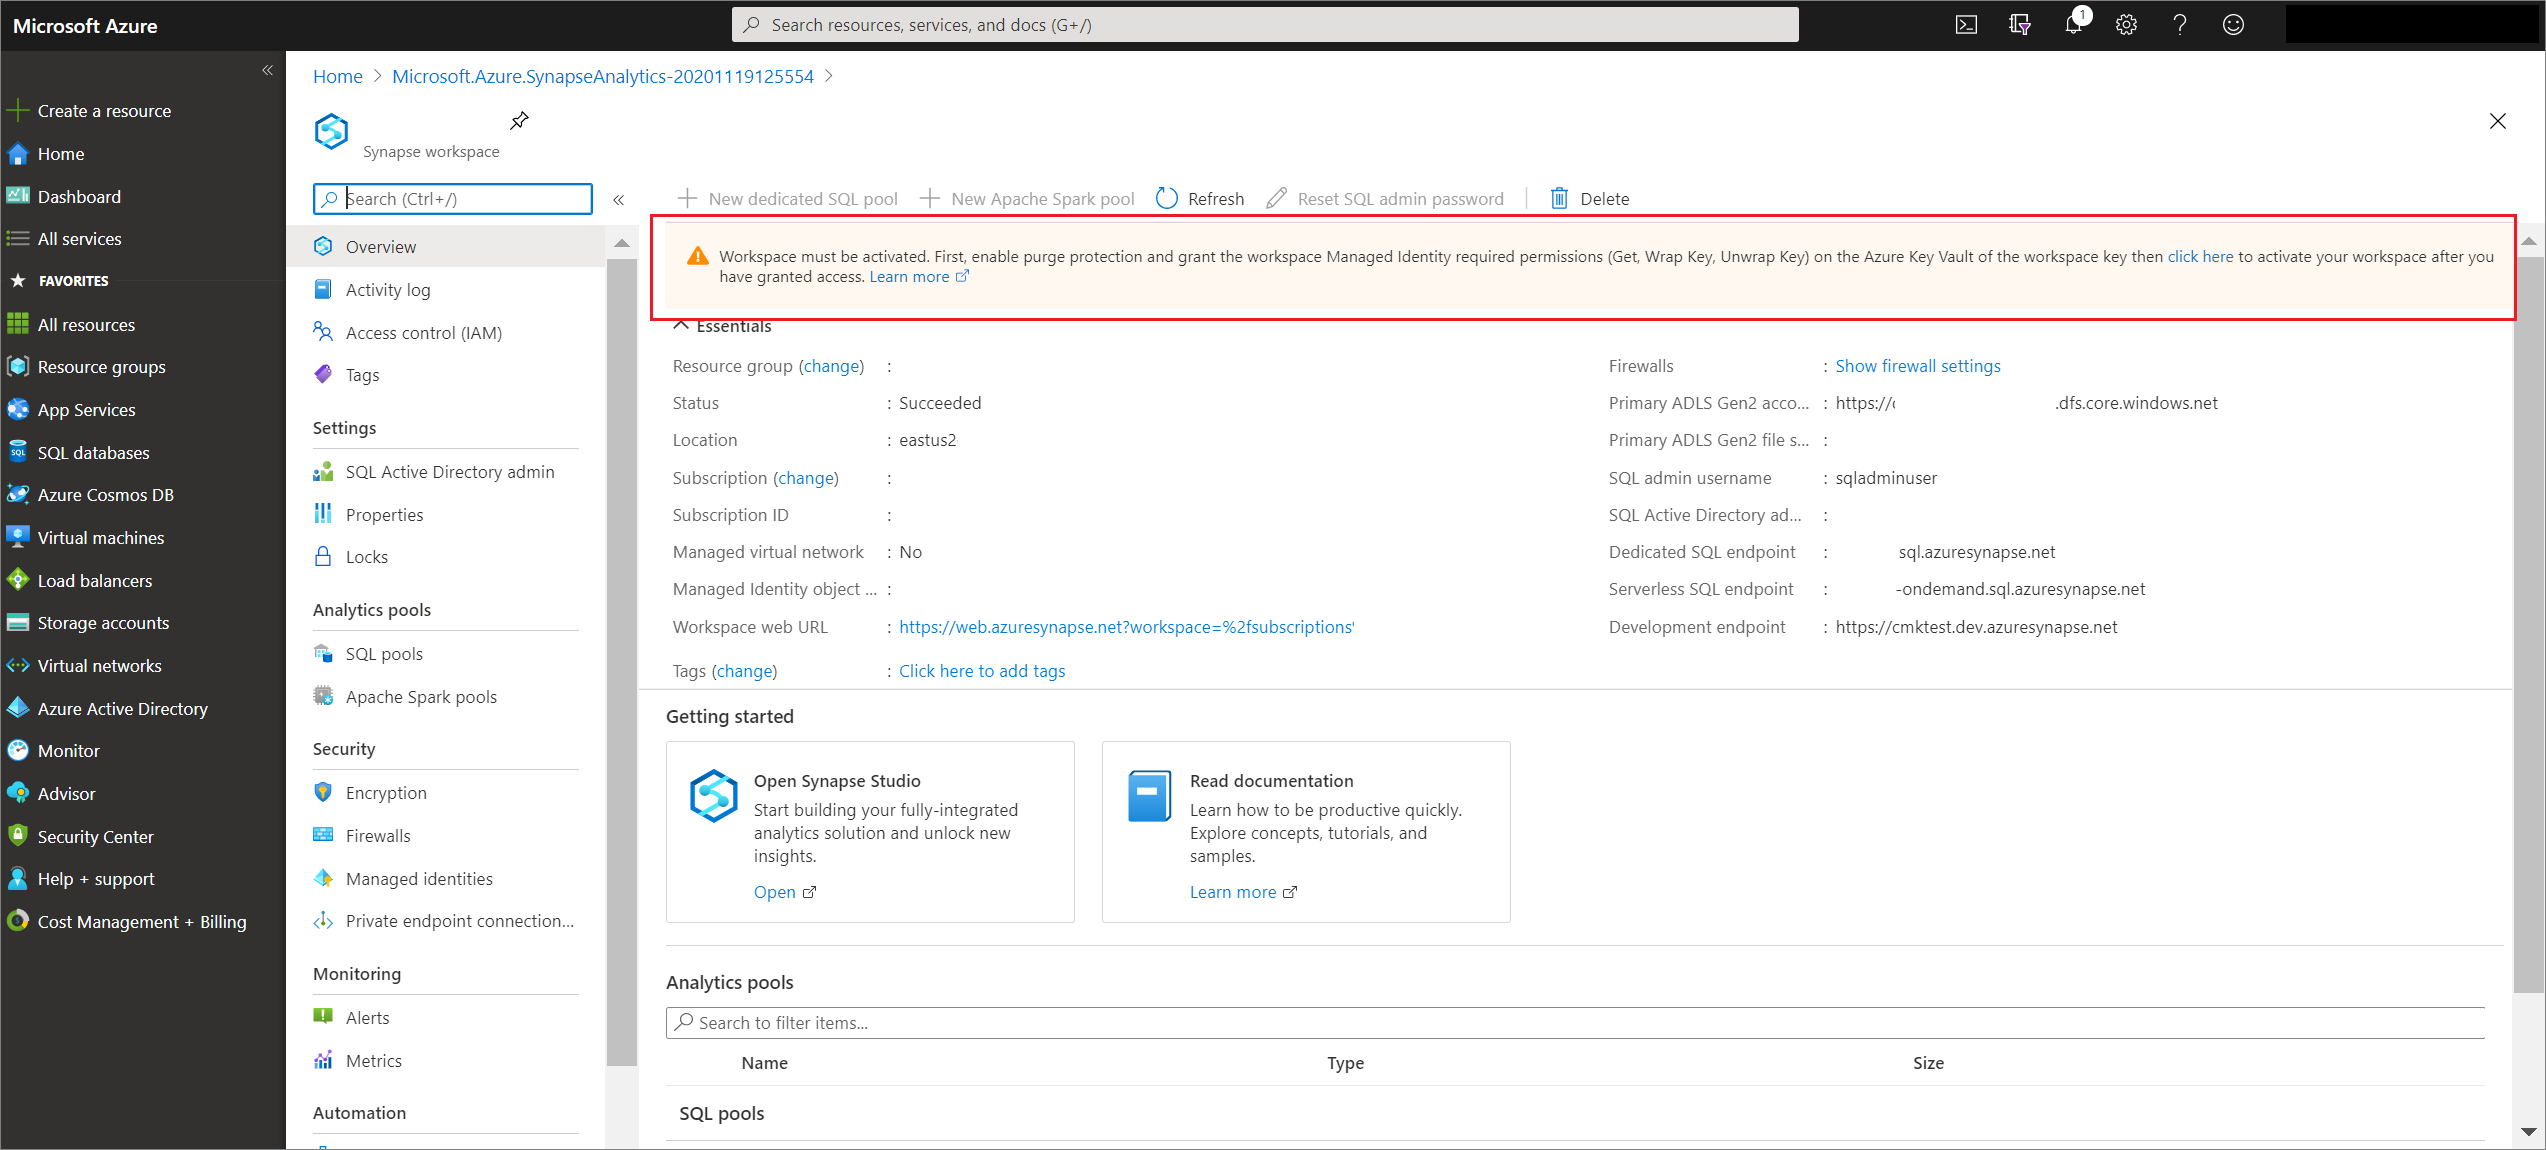 Microsoft Azure
Search resources, services, and docs (G+/)
1
Create a resource
Home
Dashboard
All services
FAVORITES
All resources
Resource groups
App Services
SQL databases
Azure Cosmos DB
Virtual machines
Load balancers
Storage accounts
Virtual networks
Azure Active Directory
Monitor
Advisor
Security Center
Help + support
Cost Management + Billing
Home > Microsoft.Azure.SynapseAnalytics-20201119125554 >
Synapse workspace
Search (Ctrl+/)
Overview
Activity log
Access control (IAM)
Tags
Settings
SQL Active Directory admin
Properties
Locks
Analytics pools
SQL pools
Apache Spark pools
Security
Encryption
Firewalls
Managed identities
Private endpoint connection...
Monitoring
Alerts
Metrics
Automation
New dedicated SQL pool New Apache Spark pool Refresh Reset SQL admin password Delete
Workspace must be activated. First, enable purge protection and grant the workspace Managed Identity required permissions (Get, Wrap Key, Unwrap Key) on the Azure Key Vault of the workspace key then click here to activate your workspace after you
have granted access. Learn more
Essentials
Resource group (change) :
Status : Succeeded
Location : eastus2
Subscription (change) :
Subscription ID :
Managed virtual network : No
Managed Identity object ... :
Workspace web URL : https://web.azuresynapse.net?workspace=%2fsubscriptions
Tags (change) : Click here to add tags
Firewalls : Show firewall settings
Primary ADLS Gen2 acco... : https:// .dfs.core.windows.net
Primary ADLS Gen2 file s... :
SQL admin username : sqladminuser
SQL Active Directory ad... :
Dedicated SQL endpoint : sql.azuresynapse.net
Serverless SQL endpoint : -ondemand.sql.azuresynapse.net
Development endpoint : https://cmktest.dev.azuresynapse.net
Getting started
Open Synapse Studio
Start building your fully-integrated
analytics solution and unlock new
insights.
Open
Read documentation
Learn how to be productive quickly.
Explore concepts, tutorials, and
samples.
Learn more
Analytics pools
Search to filter items...
Name Type Size
SQL pools